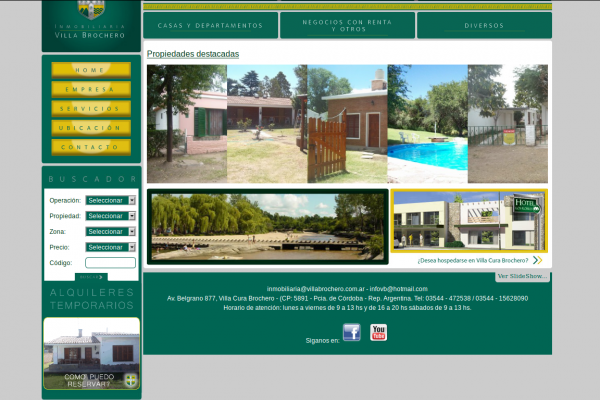 INMOBILIARIA
VILLA BROCHERO
HOME
EMPRESA
SERVICIOS
UBICACIÓN
CONTACTO
BUSCADOR
Operación: Seleccionar
Propiedad: Seleccionar
Zona: Seleccionar
Precio: Seleccionar
Código:
BUSCAR
ALQUILERES
TEMPORARIOS
COMO PUEDO
RESERVAR?
CASAS Y DEPARTAMENTOS
NEGOCIOS CON RENTA
Y OTROS
DIVERSOS
Propiedades destacadas
HOTEL
¿Desea hospedarse en Villa Cura Brochero?
Ver SlideShow...
inmobiliaria@villabrochero.com.ar - infovb@hotmail.com
Av. Belgrano 877, Villa Cura Brochero - (CP: 5891 - Pcia. de Córdoba - Rep. Argentina. Tel: 03544 - 472538 / 03544 - 15628090
Horario de atención: lunes a viernes de 9 a 13 hs y de 16 a 20 hs sábados de 9 a 13 hs.
Siganos en:
f
You
Tube